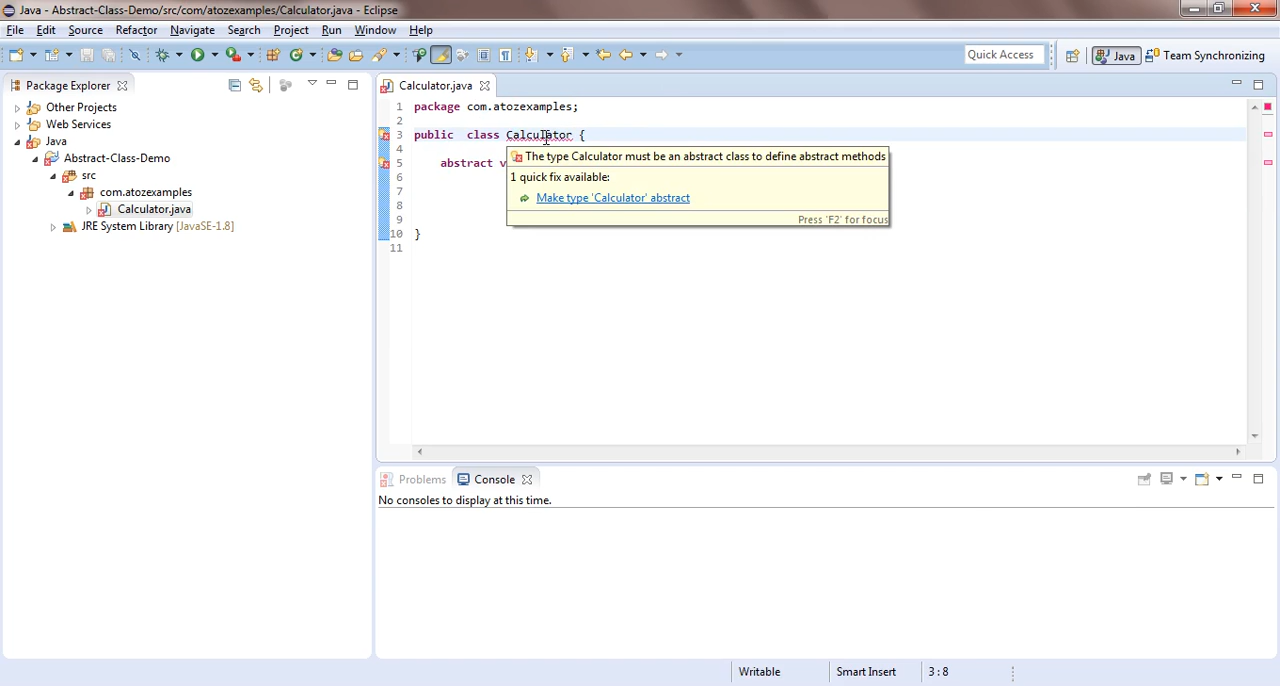 Java - Abstract-Class-Demo/src/com/atozexamples/Calculator.java - Eclipse
File Edit Source Refactor Navigate Search Project Run Window Help
Quick Access Java Team Synchronizing
Package Explorer
Other Projects
Web Services
Java
Abstract-Class-Demo
src
com.atozexamples
Calculator.java
JRE System Library [JavaSE-1.8]
Calculator.java
1 package com.atozexamples;
2
3 public  class Calculator {
4
5 abstract v
6
7
8
9
10 }
11
The type Calculator must be an abstract class to define abstract methods
1 quick fix available:
Make type 'Calculator' abstract
Press 'F2' for focus
Problems Console
No consoles to display at this time.
Writable Smart Insert 3 : 8